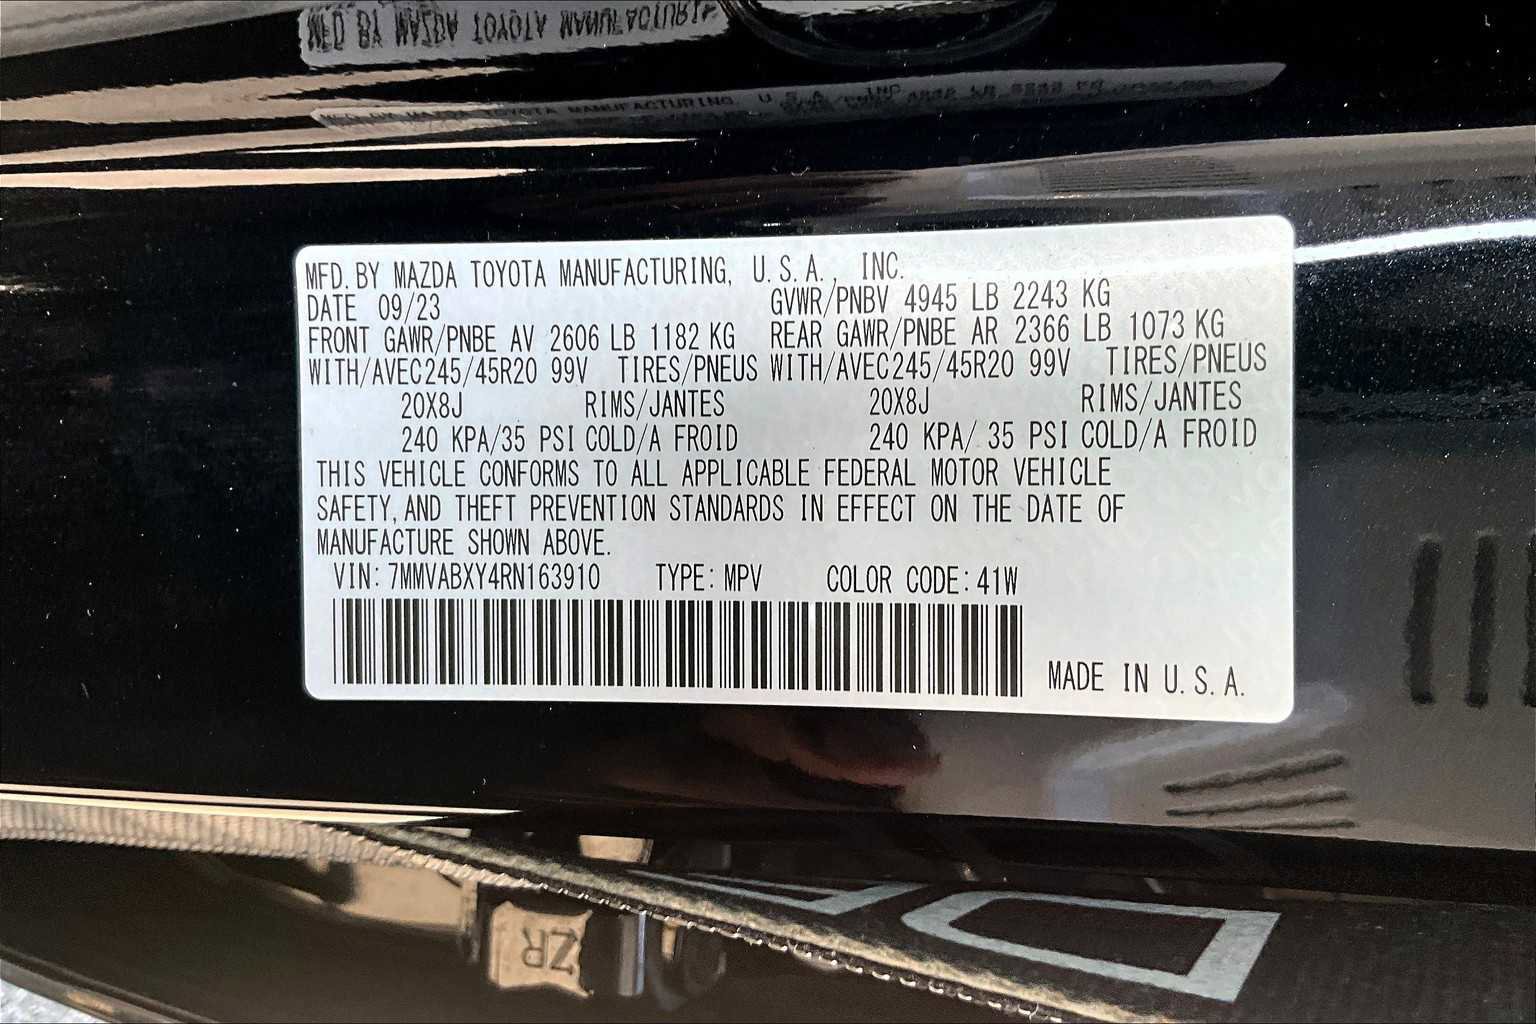 MFD. BY MAZDA TOYOTA MANUFACTURING, U.S.A., INC.
DATE 09/23 GVWR/PNBV 4945 LB 2243 KG
FRONT GAWR/PNBE AV 2606 LB 1182 KG REAR GAWR/PNBE AR 2366 LB 1073 KG
WITH/AVEC245/45R20 99V TIRES/PNEUS WITH/AVEC245/45R20 99V TIRES/PNEUS
20X8J RIMS/JANTES 20X8J RIMS/JANTES
240 KPA/35 PSI COLD/A FROID 240 KPA/ 35 PSI COLD/A FROID
THIS VEHICLE CONFORMS TO ALL APPLICABLE FEDERAL MOTOR VEHICLE
SAFETY, AND THEFT PREVENTION STANDARDS IN EFFECT ON THE DATE OF
MANUFACTURE SHOWN ABOVE.
VIN: 7MMVABXY4RN163910 TYPE: MPV COLOR CODE: 41W
MADE IN U.S.A.